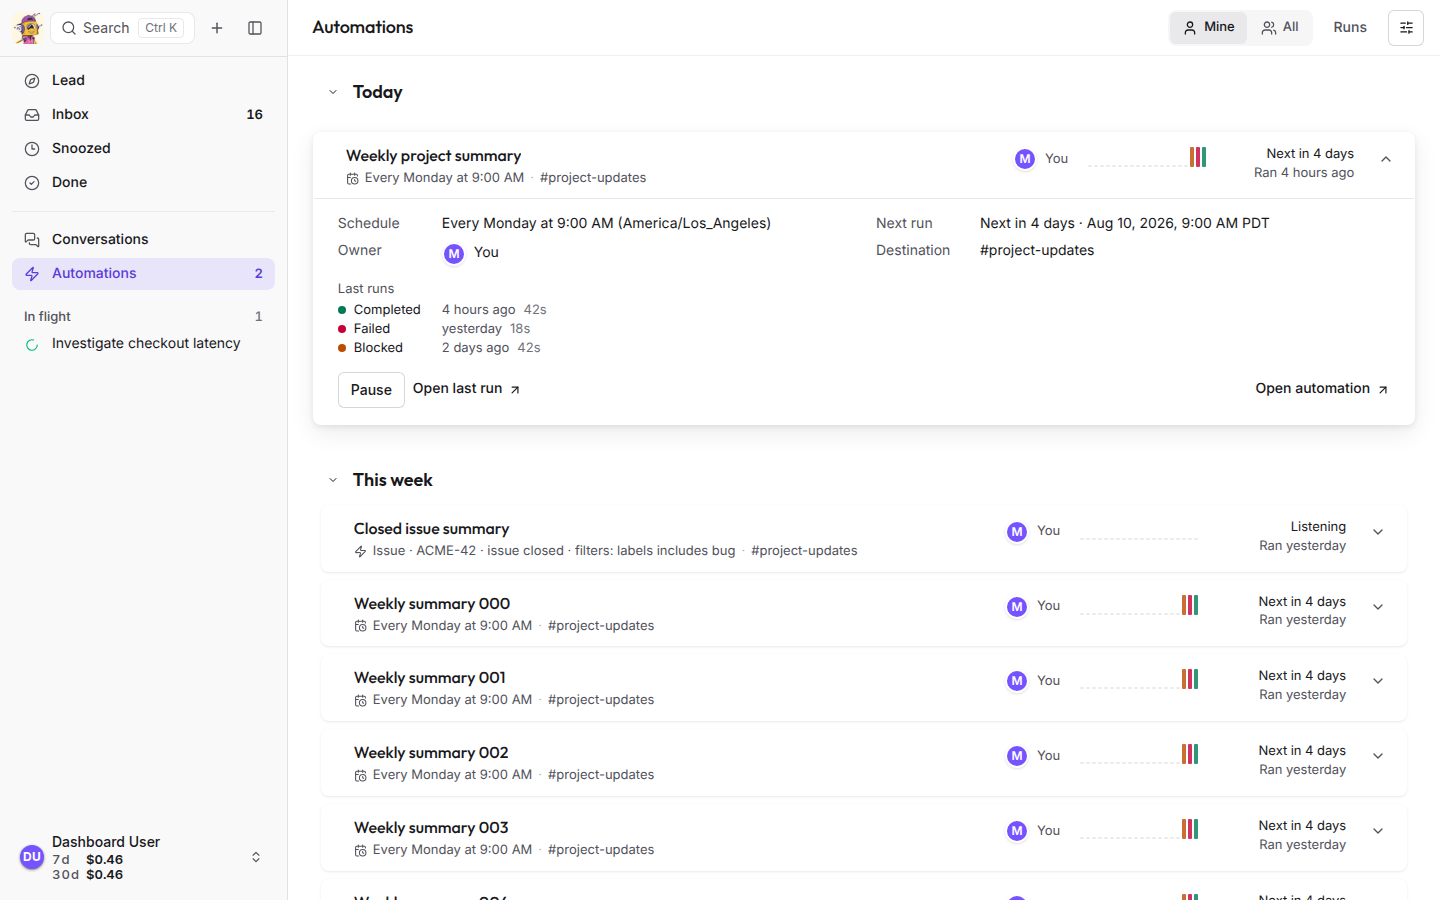 Search Ctrl K
Lead
Inbox 16
Snoozed
Done
Conversations
Automations 2
In flight 1
Investigate checkout latency
DU Dashboard User
7d $0.46
30d $0.46
Automations
Mine All Runs
Today
Weekly project summary
Every Monday at 9:00 AM · #project-updates
M You
Next in 4 days
Ran 4 hours ago
Schedule Every Monday at 9:00 AM (America/Los_Angeles)
Next run Next in 4 days · Aug 10, 2026, 9:00 AM PDT
Owner M You
Destination #project-updates
Last runs
Completed 4 hours ago 42s
Failed yesterday 18s
Blocked 2 days ago 42s
Pause Open last run Open automation
This week
Closed issue summary
Issue · ACME-42 · issue closed · filters: labels includes bug · #project-updates
M You
Listening
Ran yesterday
Weekly summary 000
Every Monday at 9:00 AM · #project-updates
M You
Next in 4 days
Ran yesterday
Weekly summary 001
Every Monday at 9:00 AM · #project-updates
M You
Next in 4 days
Ran yesterday
Weekly summary 002
Every Monday at 9:00 AM · #project-updates
M You
Next in 4 days
Ran yesterday
Weekly summary 003
Every Monday at 9:00 AM · #project-updates
M You
Next in 4 days
Ran yesterday